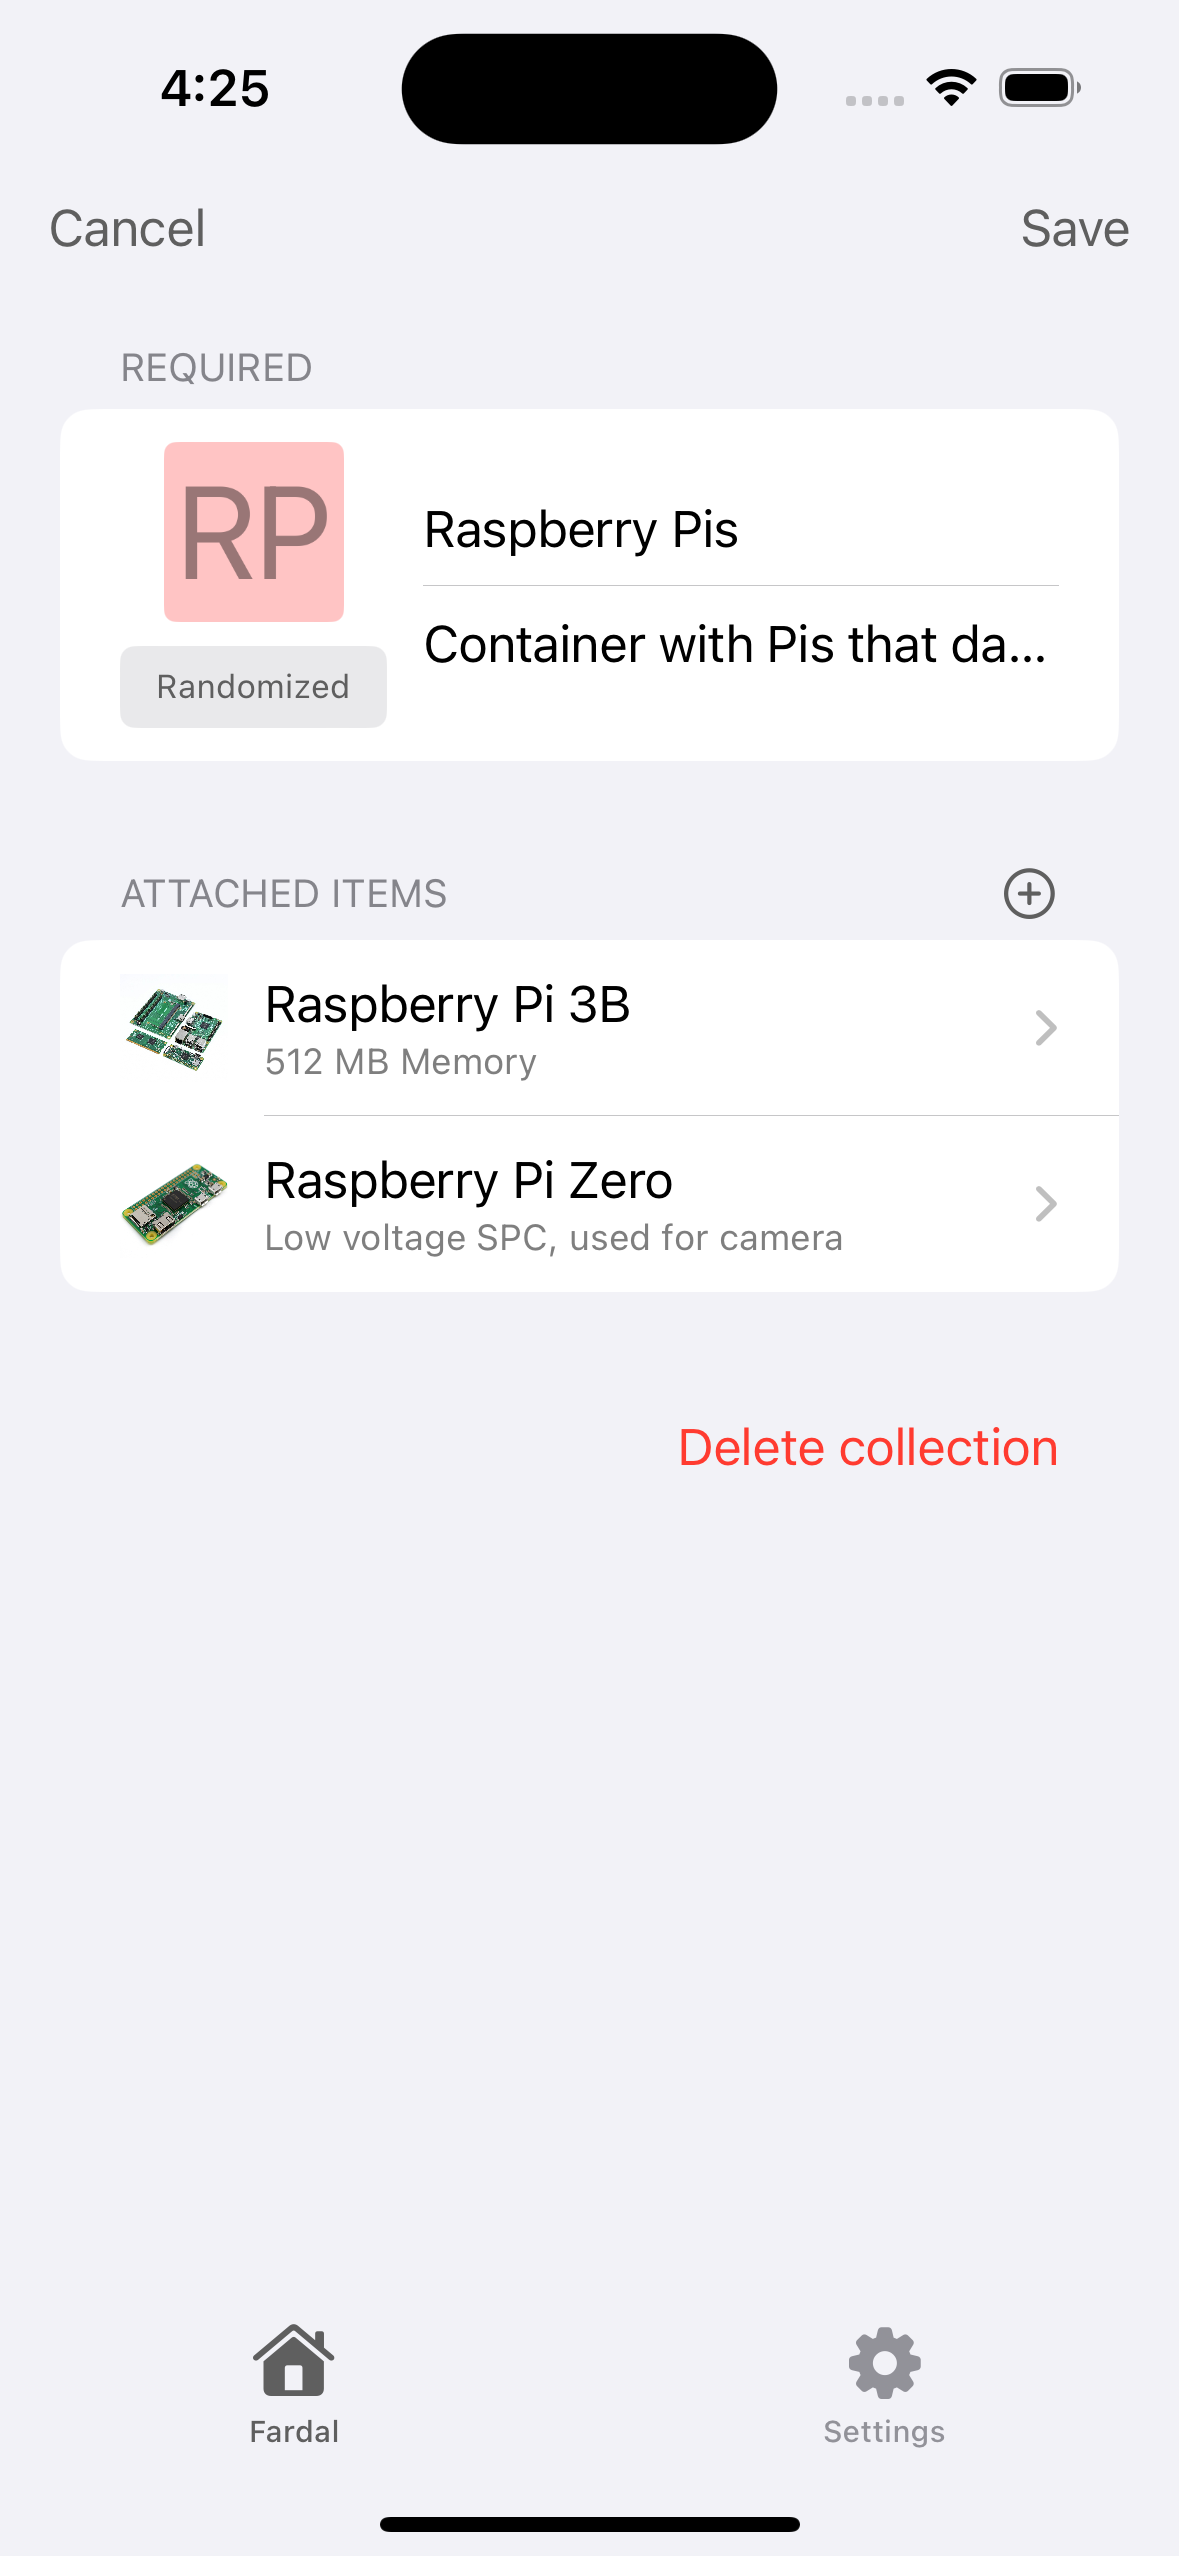 4:25
Cancel
Save
REQUIRED
RP
Raspberry Pis
Container with Pis that da...
Randomized
ATTACHED ITEMS
Raspberry Pi 3B
512 MB Memory
Raspberry Pi Zero
Low voltage SPC, used for camera
Delete collection
Fardal
Settings